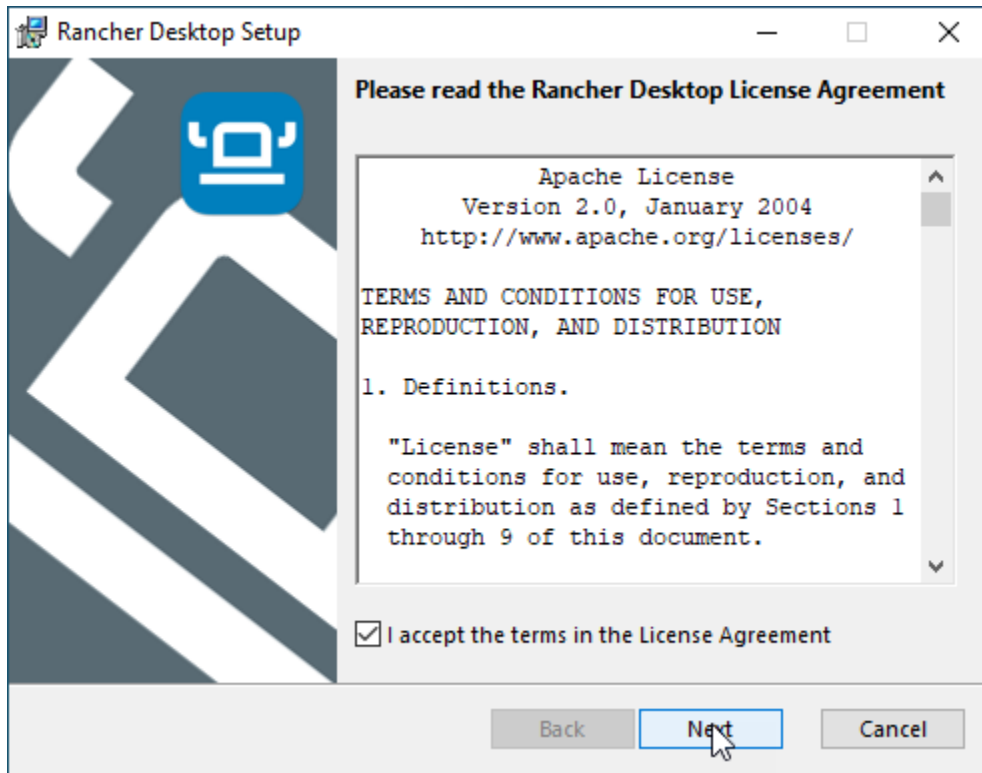 Rancher Desktop Setup
Please read the Rancher Desktop License Agreement
Apache License
Version 2.0, January 2004
http://www.apache.org/licenses/
TERMS AND CONDITIONS FOR USE,
REPRODUCTION, AND DISTRIBUTION
1. Definitions.
"License" shall mean the terms and
conditions for use, reproduction, and
distribution as defined by Sections 1
through 9 of this document.
I accept the terms in the License Agreement
Back Next Cancel